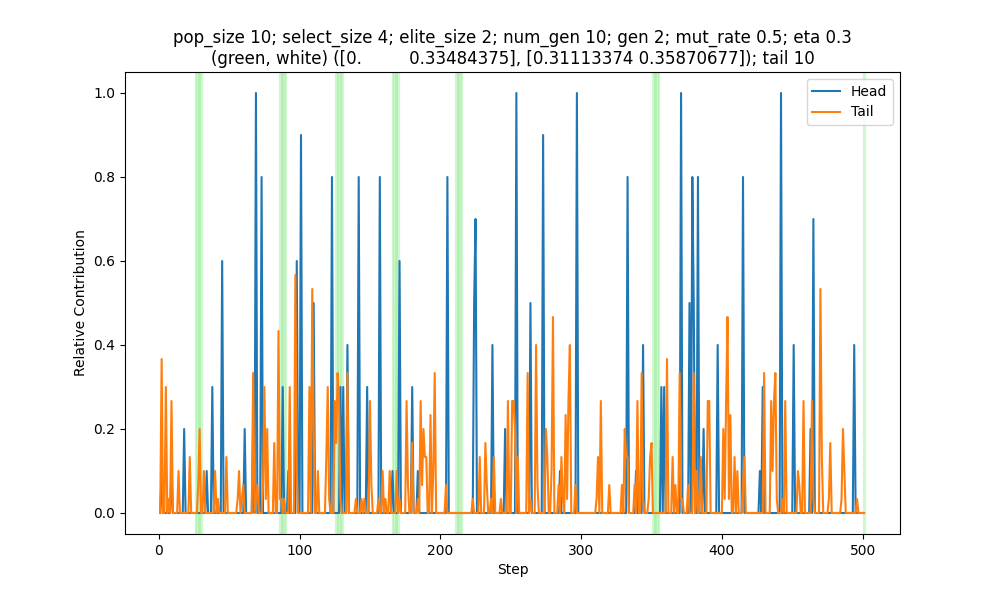 pop_size 10; select_size 4; elite_size 2; num_gen 10; gen 2; mut_rate 0.5; eta 0.3
(green, white) ([0. 0.33484375], [0.31113374 0.35870677]); tail 10
Head
Tail
1.0
0.8
0.6
0.4
0.2
0.0
Relative Contribution
0
100
200
300
400
500
Step